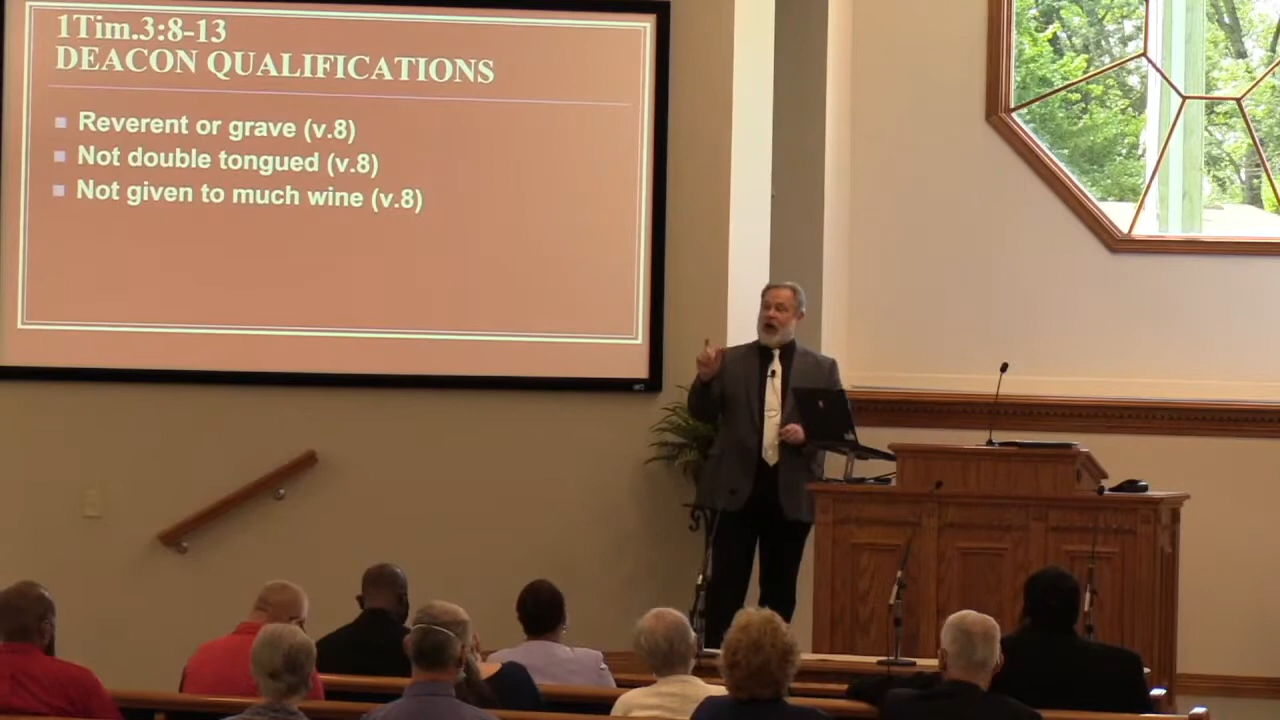 1Tim.3:8-13
DEACON QUALIFICATIONS
Reverent or grave (v.8)
Not double tongued (v.8)
Not given to much wine (v.8)